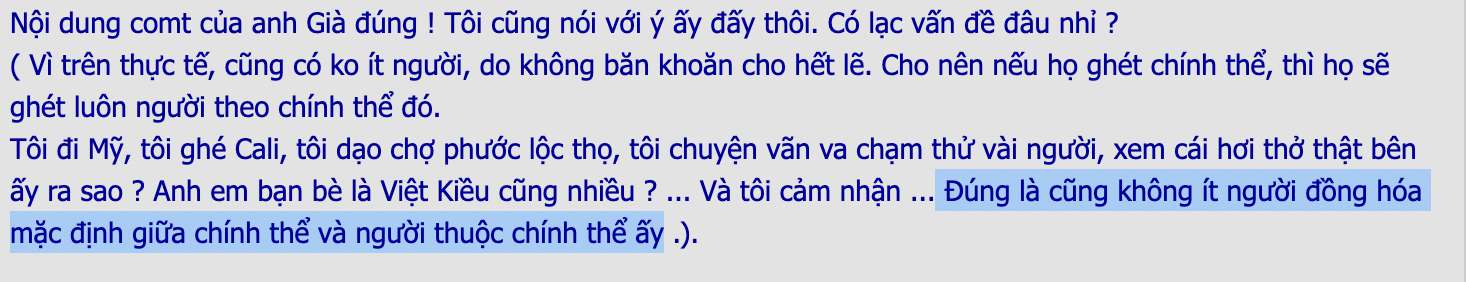 Nội dung comt của anh Già đúng ! Tôi cũng nói với ý ấy đấy thôi. Có lạc vấn đề đâu nhỉ ?
( Vì trên thực tế, cũng có ko ít người, do không băn khoăn cho hết lẽ. Cho nên nếu họ ghét chính thể, thì họ sẽ
ghét luôn người theo chính thể đó.
Tôi đi Mỹ, tôi ghé Cali, tôi dạo chợ phước lộc thọ, tôi chuyện vãn va chạm thử vài người, xem cái hơi thở thật bên
ấy ra sao ? Anh em bạn bè là Việt Kiều cũng nhiều ? ... Và tôi cảm nhận ... Đúng là cũng không ít người đồng hóa
mặc định giữa chính thể và người thuộc chính thể ấy .).